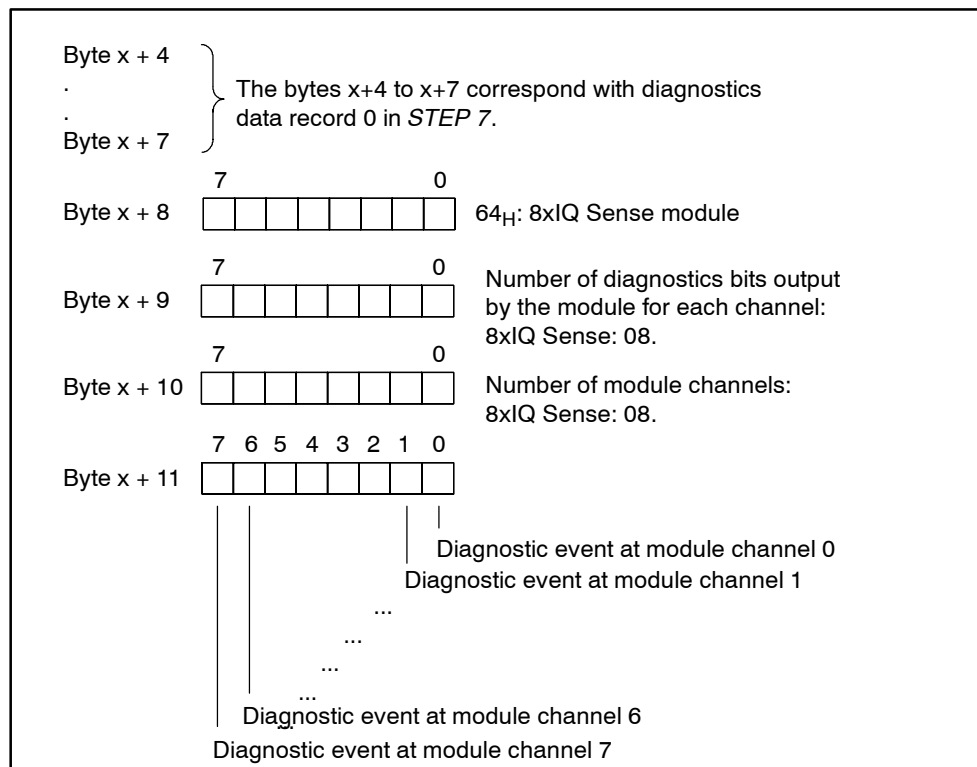 Byte x + 4
.
.
Byte x + 7
The bytes x+4 to x+7 correspond with diagnostics
data record 0 in STEP 7.
7 0
Byte x + 8
64H: 8xIQ Sense module
7 0
Byte x + 9
Number of diagnostics bits output
by the module for each channel:
8xIQ Sense: 08.
7 0
Byte x + 10
Number of module channels:
8xIQ Sense: 08.
7 6 5 4 3 2 1 0
Byte x + 11
Diagnostic event at module channel 0
Diagnostic event at module channel 1
...
...
...
...
...
Diagnostic event at module channel 6
Diagnostic event at module channel 7